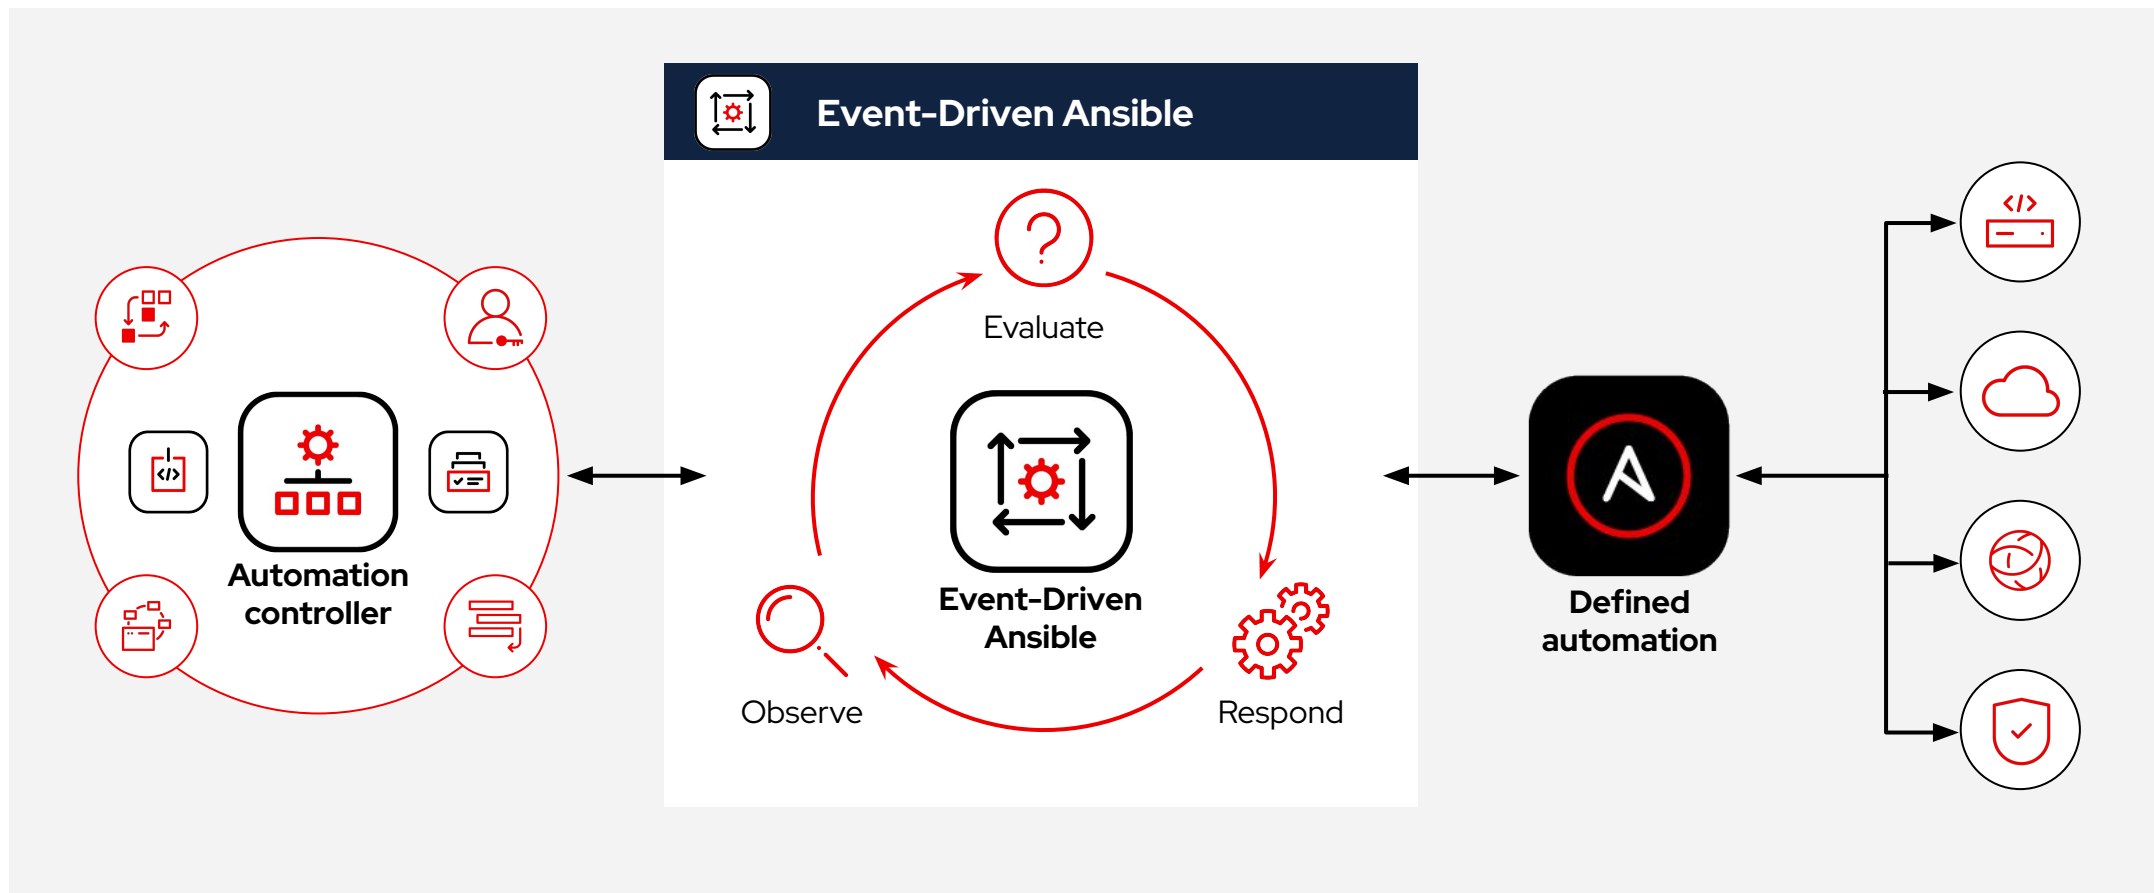 Event-Driven Ansible
Evaluate
Automation
controller
Event-Driven
Ansible
Observe
Respond
Defined
automation